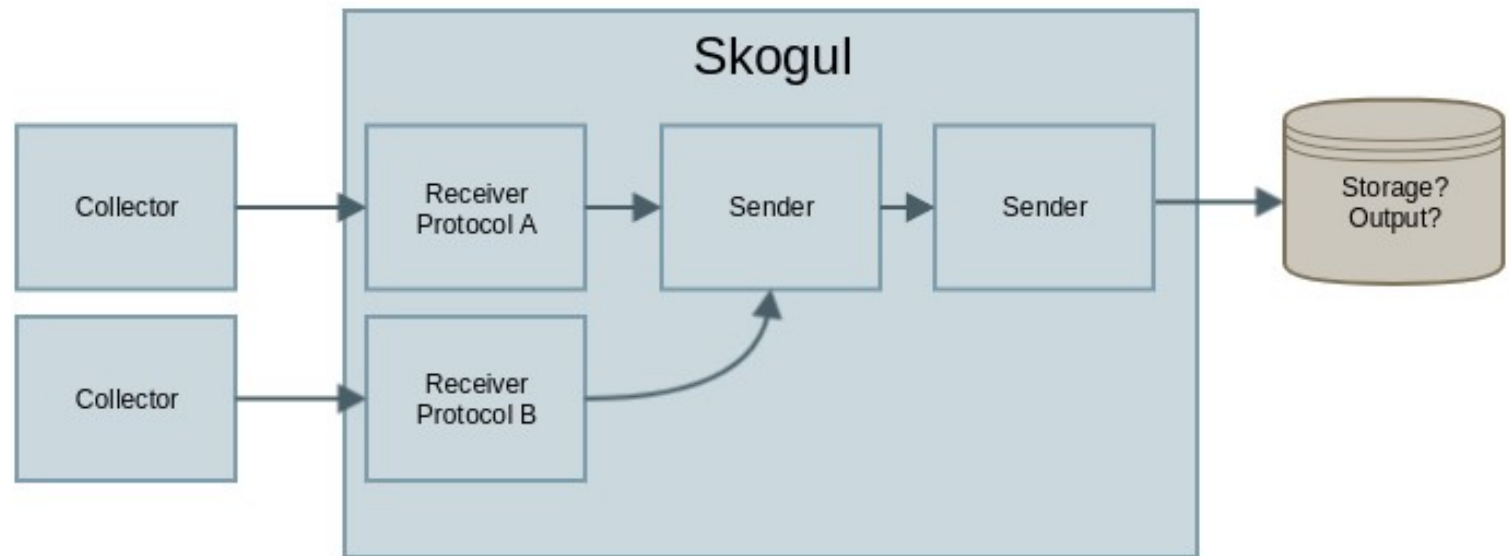 Skogul
Collector
Receiver
Protocol A
Sender
Sender
Storage?
Output?
Collector
Receiver
Protocol B